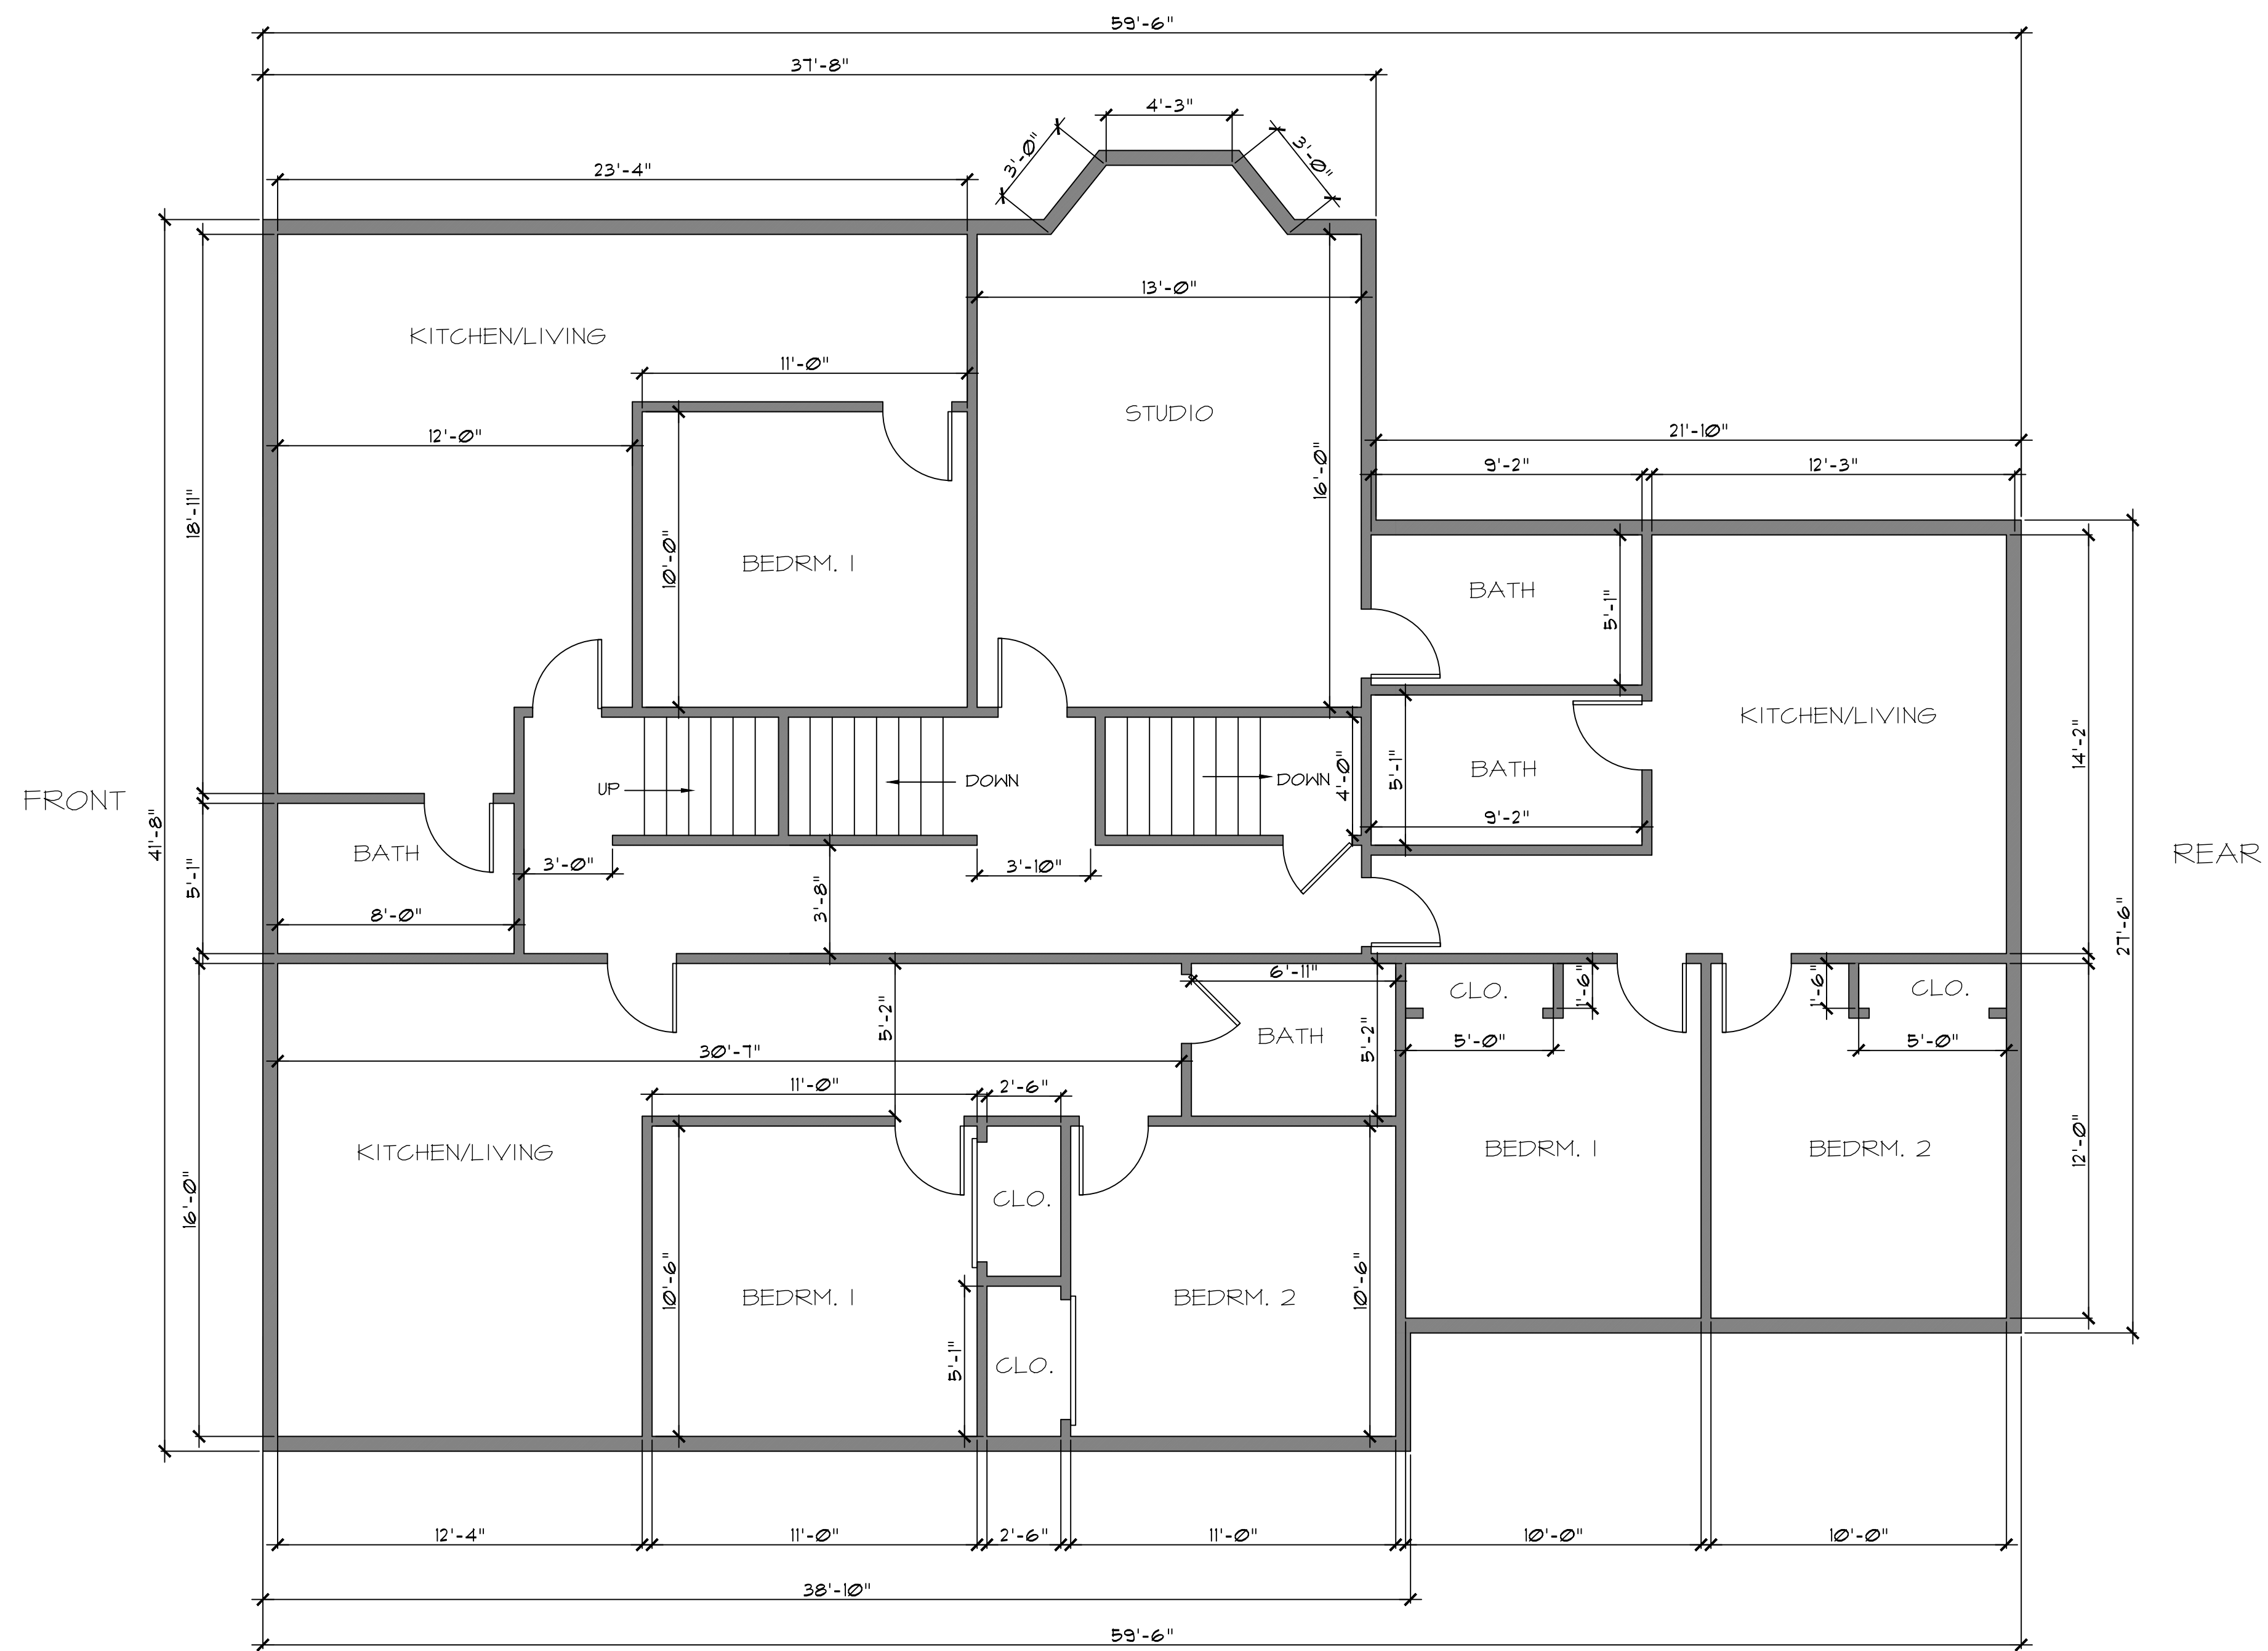 59'-6"
37'-8"
4'-3"
3'-0"
3'-0"
23'-4"
13'-0"
KITCHEN/LIVING
11'-0"
STUDIO
12'-0"
21'-10"
9'-2"
12'-3"
16'-0"
18'-11"
10'-0"
BEDRM. 1
BATH
5'-1"
KITCHEN/LIVING
14'-2"
UP
DOWN
DOWN
4'-0"
5'-1"
BATH
9'-2"
FRONT
41'-8"
BATH
5'-1"
3'-0"
3'-8"
3'-10"
8'-0"
REAR
27'-6"
6'-11"
CLO.
1'-6"
1'-6"
CLO.
5'-2"
BATH
5'-2"
5'-0"
5'-0"
30'-7"
11'-0"
2'-6"
KITCHEN/LIVING
BEDRM. 1
BEDRM. 2
12'-0"
16'-0"
CLO.
10'-6"
BEDRM. 1
BEDRM. 2
10'-6"
5'-1"
CLO.
12'-4"
11'-0"
2'-6"
11'-0"
10'-0"
10'-0"
38'-10"
59'-6"